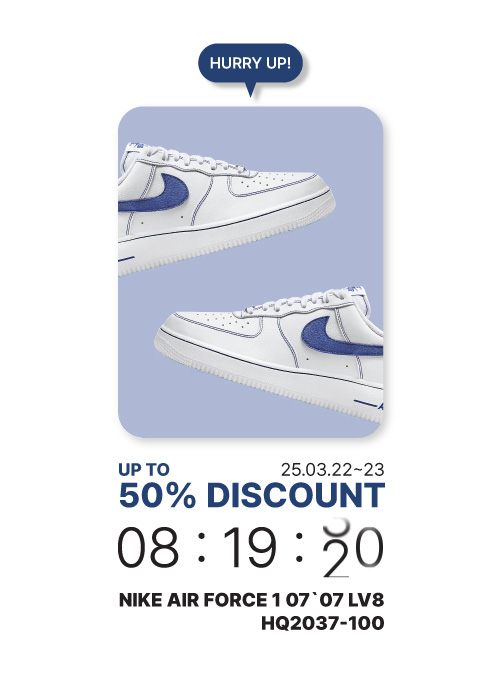 HURRY UP!
UP TO 25.03.22~23
50% DISCOUNT
08 : 19 : 20
NIKE AIR FORCE 1 07`07 LV8
HQ2037-100